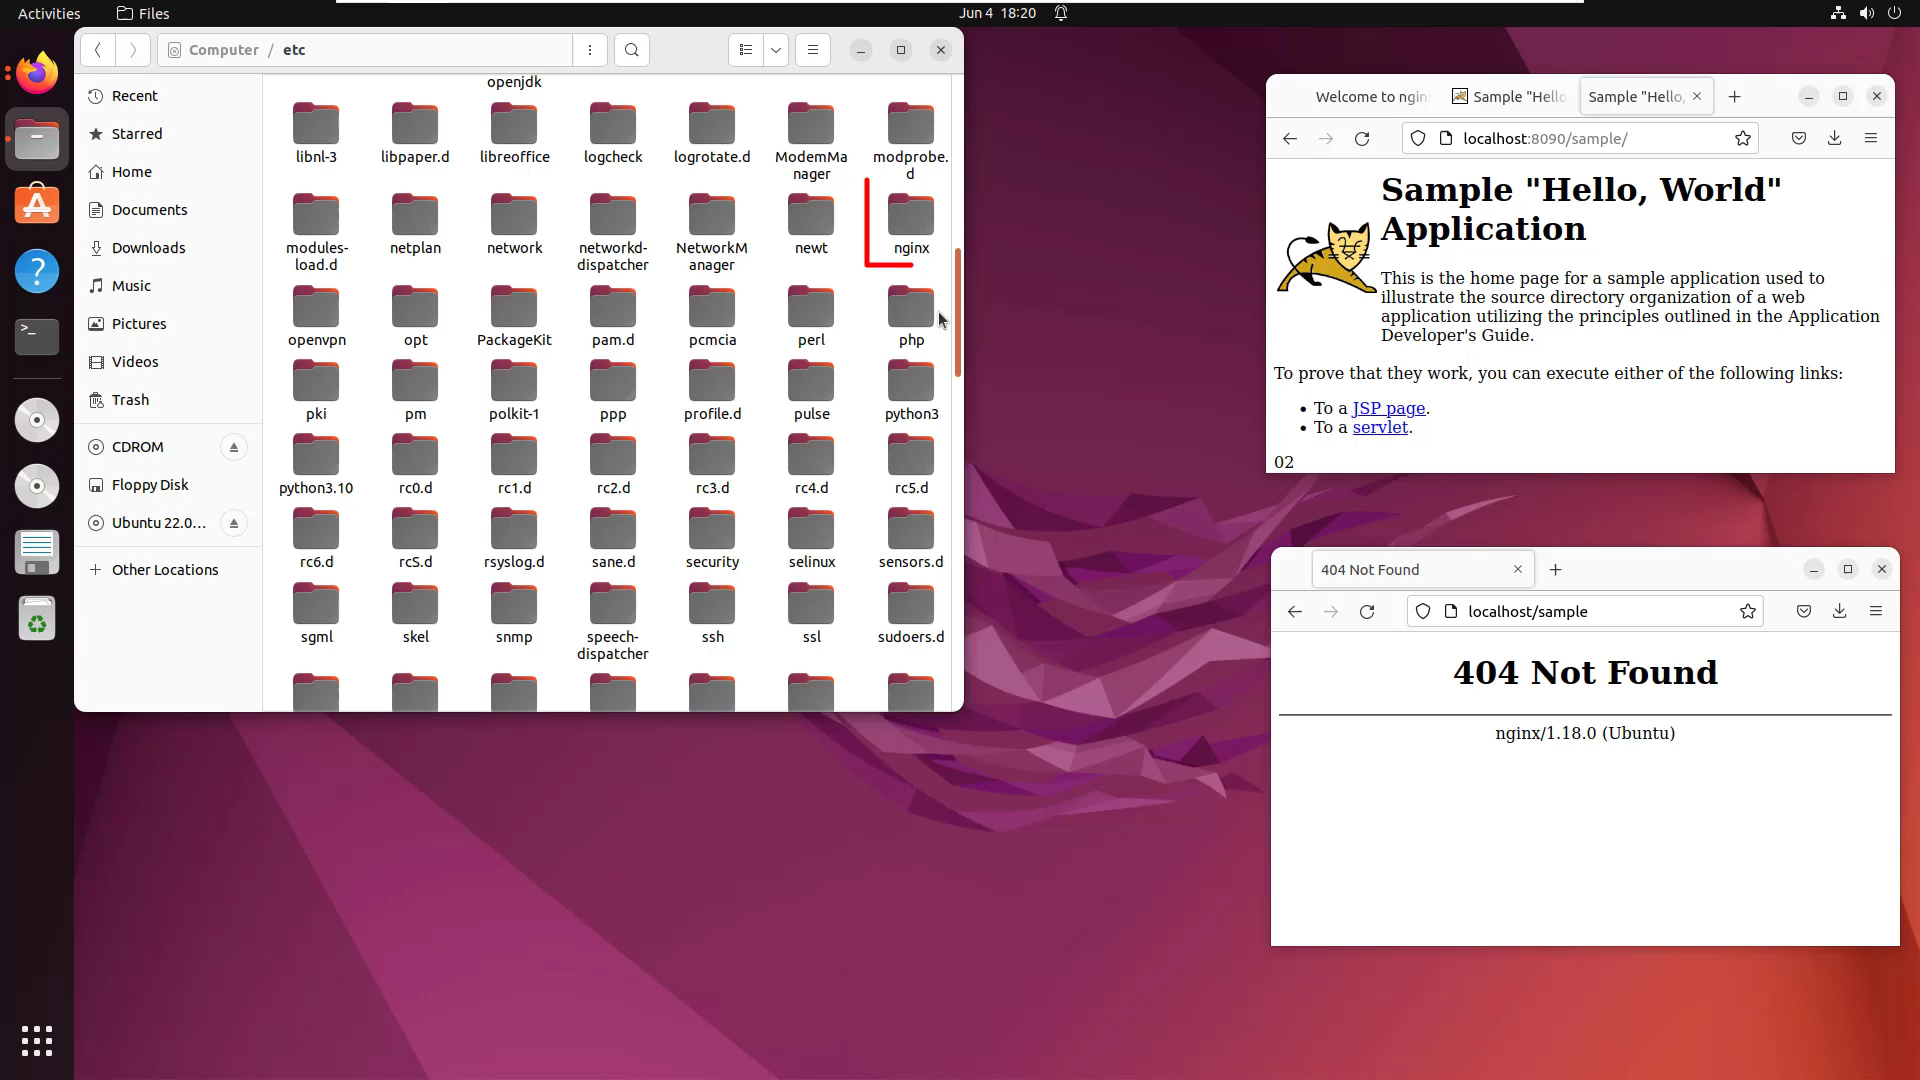 Activities
Files
Jun 4 18:20
Computer / etc
Recent
Starred
Home
Documents
Downloads
Music
Pictures
Videos
Trash
CDROM
Floppy Disk
Ubuntu 22.0...
Other Locations
openjdk
libnl-3
libpaper.d
libreoffice
logcheck
logrotate.d
ModemMa
nager
modprobe.
d
modules-
load.d
netplan
network
networkd-
dispatcher
NetworkM
anager
newt
nginx
openvpn
opt
PackageKit
pam.d
pcmcia
perl
php
pki
pm
polkit-1
ppp
profile.d
pulse
python3
python3.10
rc0.d
rc1.d
rc2.d
rc3.d
rc4.d
rc5.d
rc6.d
rcS.d
rsyslog.d
sane.d
security
selinux
sensors.d
sgml
skel
snmp
speech-
dispatcher
ssh
ssl
sudoers.d
Welcome to ngin
Sample "Hello
Sample "Hello,
localhost:8090/sample/
Sample "Hello, World"
Application
This is the home page for a sample application used to
illustrate the source directory organization of a web
application utilizing the principles outlined in the Application
Developer's Guide.
To prove that they work, you can execute either of the following links:
• To a JSP page.
• To a servlet.
02
404 Not Found
localhost/sample
404 Not Found
nginx/1.18.0 (Ubuntu)